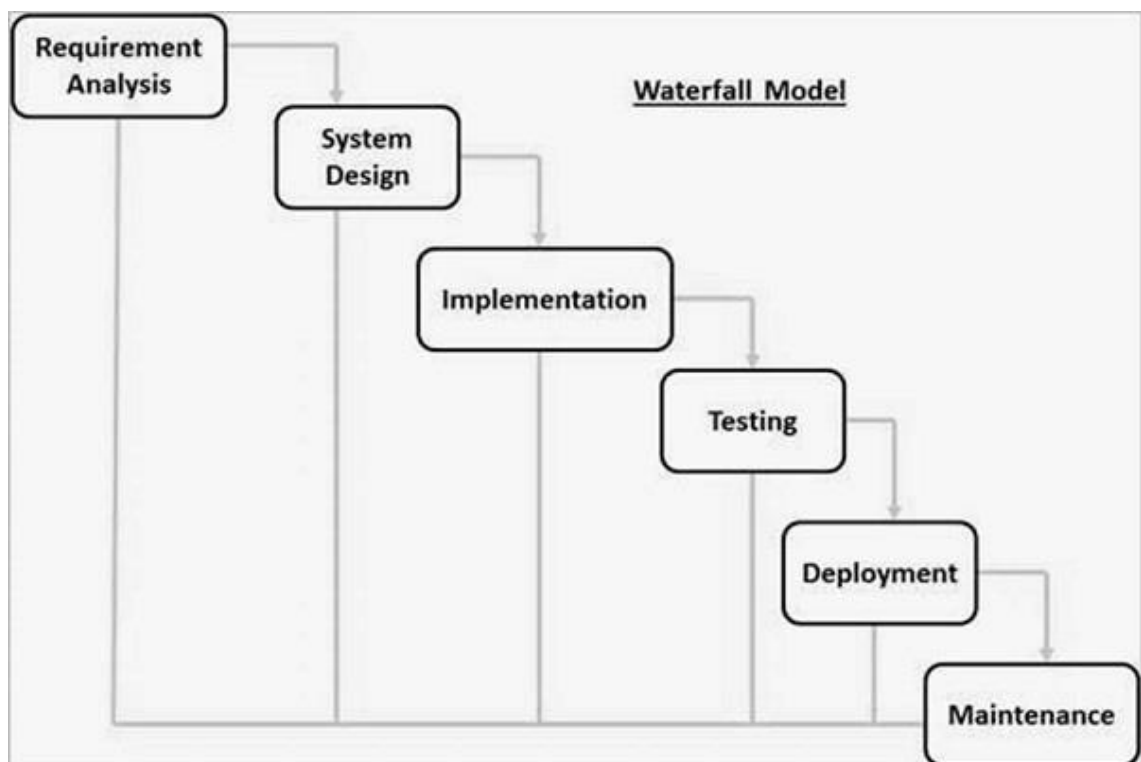 Requirement
Analysis
Waterfall Model
System
Design
Implementation
Testing
Deployment
Maintenance